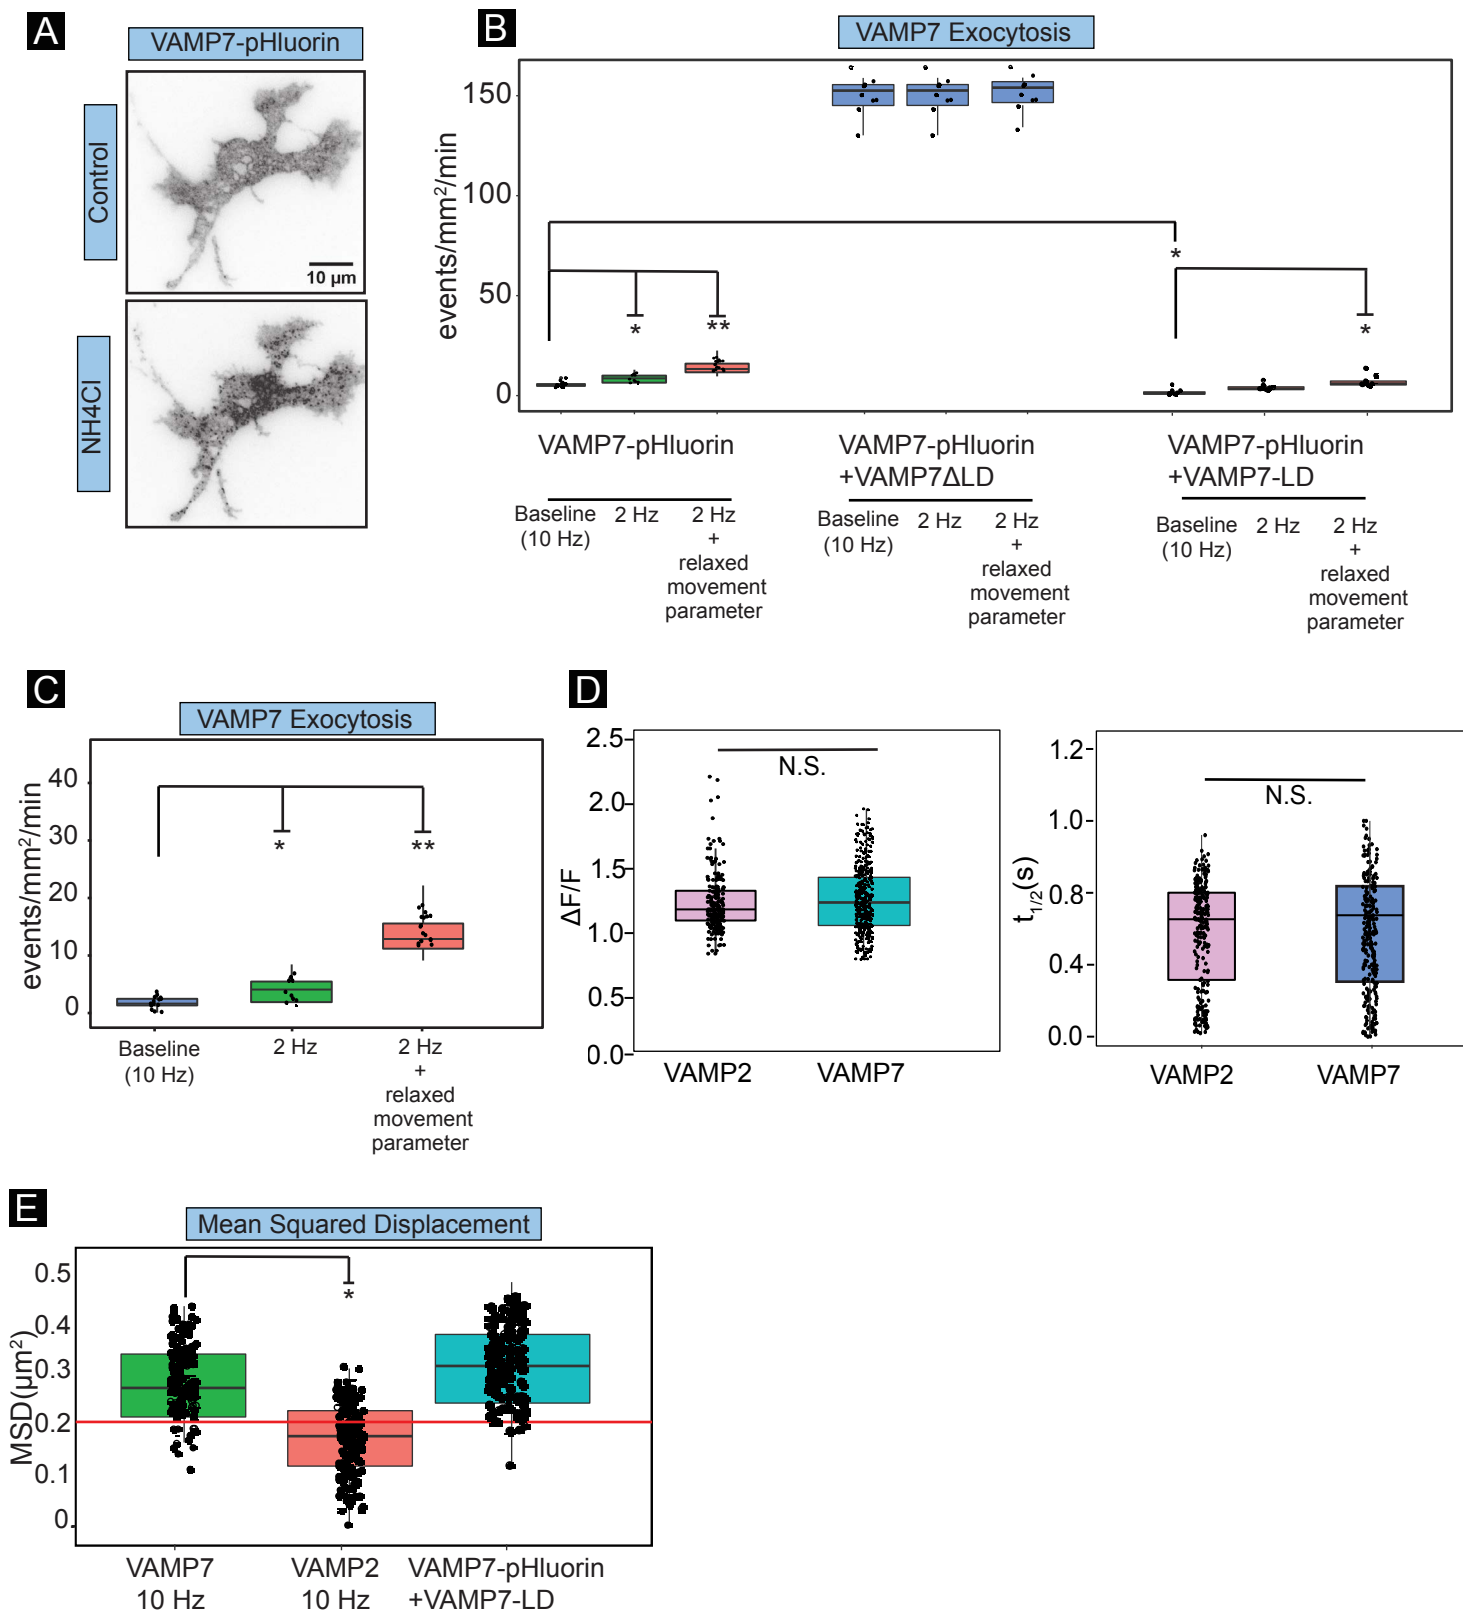 A
VAMP7-pHluorin
Control
10 µm
NH4Cl
B
VAMP7 Exocytosis
events/mm²/min
150
100
50
0
*
**
*
*
VAMP7-pHluorin
VAMP7-pHluorin
+VAMP7ΔLD
VAMP7-pHluorin
+VAMP7-LD
Baseline
(10 Hz)
2 Hz
2 Hz
+
relaxed
movement
parameter
Baseline
(10 Hz)
2 Hz
2 Hz
+
relaxed
movement
parameter
Baseline
(10 Hz)
2 Hz
2 Hz
+
relaxed
movement
parameter
C
VAMP7 Exocytosis
events/mm²/min
40
30
20
10
0
*
**
Baseline
(10 Hz)
2 Hz
2 Hz
+
relaxed
movement
parameter
D
ΔF/F
2.5
2.0
1.5
1.0
0.5
0.0
N.S.
VAMP2
VAMP7
t1/2(s)
1.2
1.0
0.8
0.4
0.0
N.S.
VAMP2
VAMP7
E
Mean Squared Displacement
MSD(µm²)
0.5
0.4
0.3
0.2
0.1
0
*
VAMP7
10 Hz
VAMP2
10 Hz
VAMP7-pHluorin
+VAMP7-LD